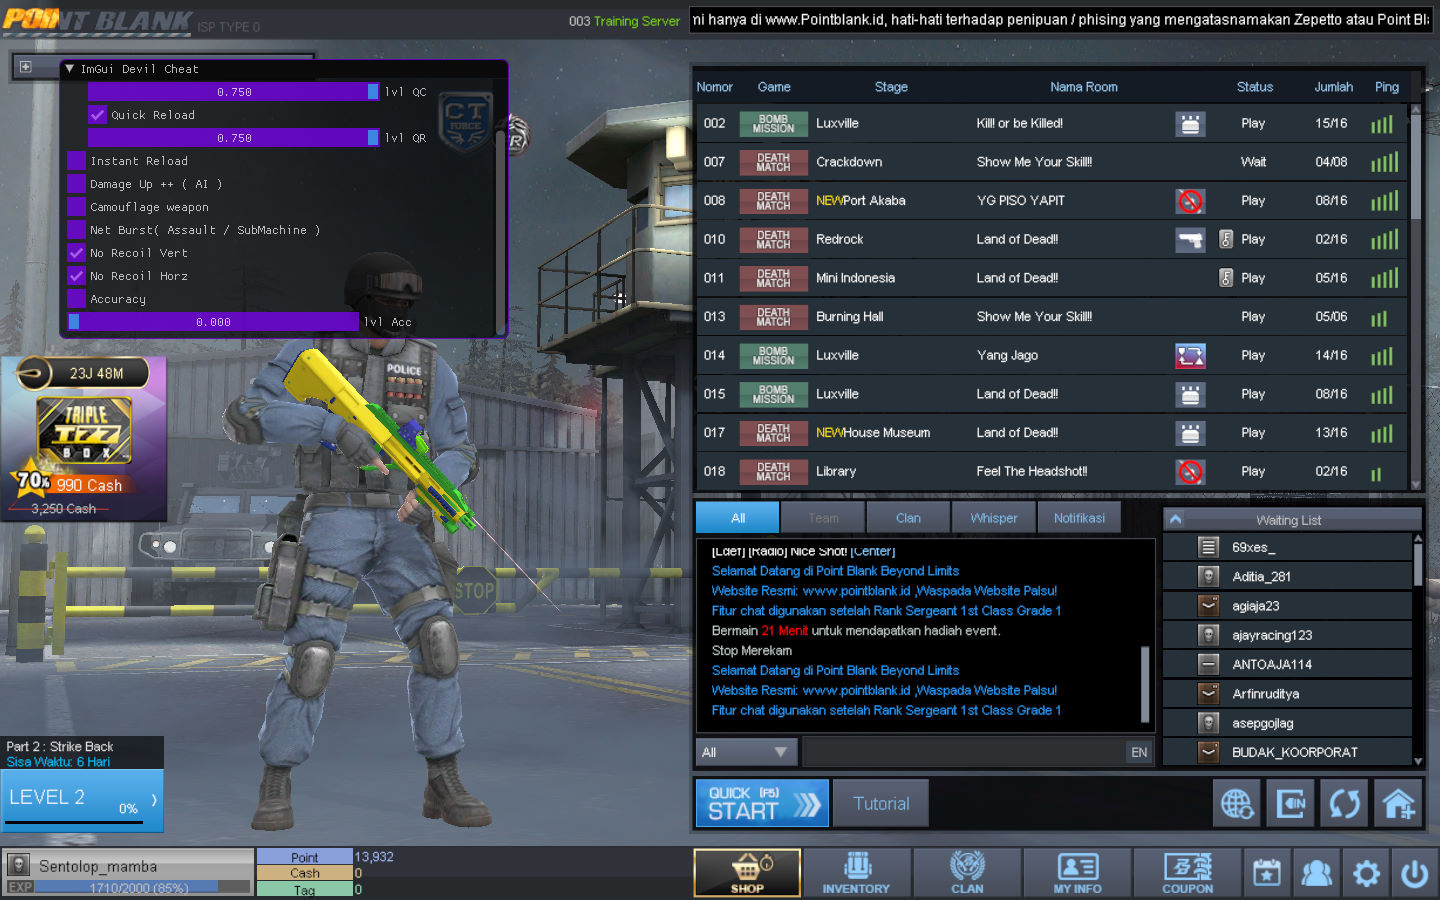 POINT BLANK
ISP TYPE 0
003 Training Server
mi hanya di www.Pointblank.id, hati-hati terhadap penipuan / phising yang mengatasnamakan Zepetto atau Point Bl
ImGui Devil Cheat
0.750 lvl QC
Quick Reload
0.750 lvl QR
Instant Reload
Damage Up ++ ( AI )
Camouflage weapon
Net Burst( Assault / SubMachine )
No Recoil Vert
No Recoil Horz
Accuracy
0.000 lvl Acc
CT
FORCE
POLICE
STOP
23J 48M
TRIPLE
T77
BOX
70% 990 Cash
3,250 Cash
Part 2 : Strike Back
Sisa Waktu: 6 Hari
LEVEL 2
0%
Sentolop_mamba
EXP 1710/2000 (85%)
Point 13,932
Cash 0
Tag 0
Nomor Game Stage Nama Room Status Jumlah Ping
002 BOMB MISSION Luxville Kill! or be Killed! Play 15/16
007 DEATH MATCH Crackdown Show Me Your Skill!! Wait 04/08
008 DEATH MATCH NEWPort Akaba YG PISO YAPIT Play 08/16
010 DEATH MATCH Redrock Land of Dead!! Play 02/16
011 DEATH MATCH Mini Indonesia Land of Dead!! Play 05/16
013 DEATH MATCH Burning Hall Show Me Your Skill!! Play 05/06
014 BOMB MISSION Luxville Yang Jago Play 14/16
015 BOMB MISSION Luxville Land of Dead!! Play 08/16
017 DEATH MATCH NEWHouse Museum Land of Dead!! Play 13/16
018 DEATH MATCH Library Feel The Headshot!! Play 02/16
All Team Clan Whisper Notifikasi
[Edef] [Radio] Nice Shot! [Center]
Selamat Datang di Point Blank Beyond Limits
Website Resmi: www.pointblank.id ,Waspada Website Palsu!
Fitur chat digunakan setelah Rank Sergeant 1st Class Grade 1
Bermain 21 Menit untuk mendapatkan hadiah event.
Stop Merekam
Selamat Datang di Point Blank Beyond Limits
Website Resmi: www.pointblank.id ,Waspada Website Palsu!
Fitur chat digunakan setelah Rank Sergeant 1st Class Grade 1
All EN
Waiting List
69xes_
Aditia_281
agiaja23
ajayracing123
ANTOAJA114
Arfinruditya
asepgojlag
BUDAK_KOORPORAT
QUICK (F5)
START
Tutorial
IN
SHOP INVENTORY CLAN MY INFO COUPON